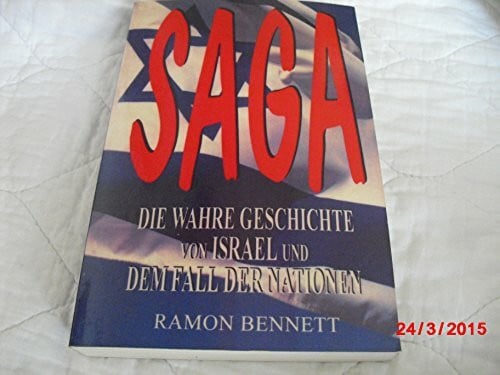 SAGA
DIE WAHRE GESCHICHTE
VON ISRAEL UND
DEM FALL DER NATIONEN
RAMON BENNETT
24/3/2015